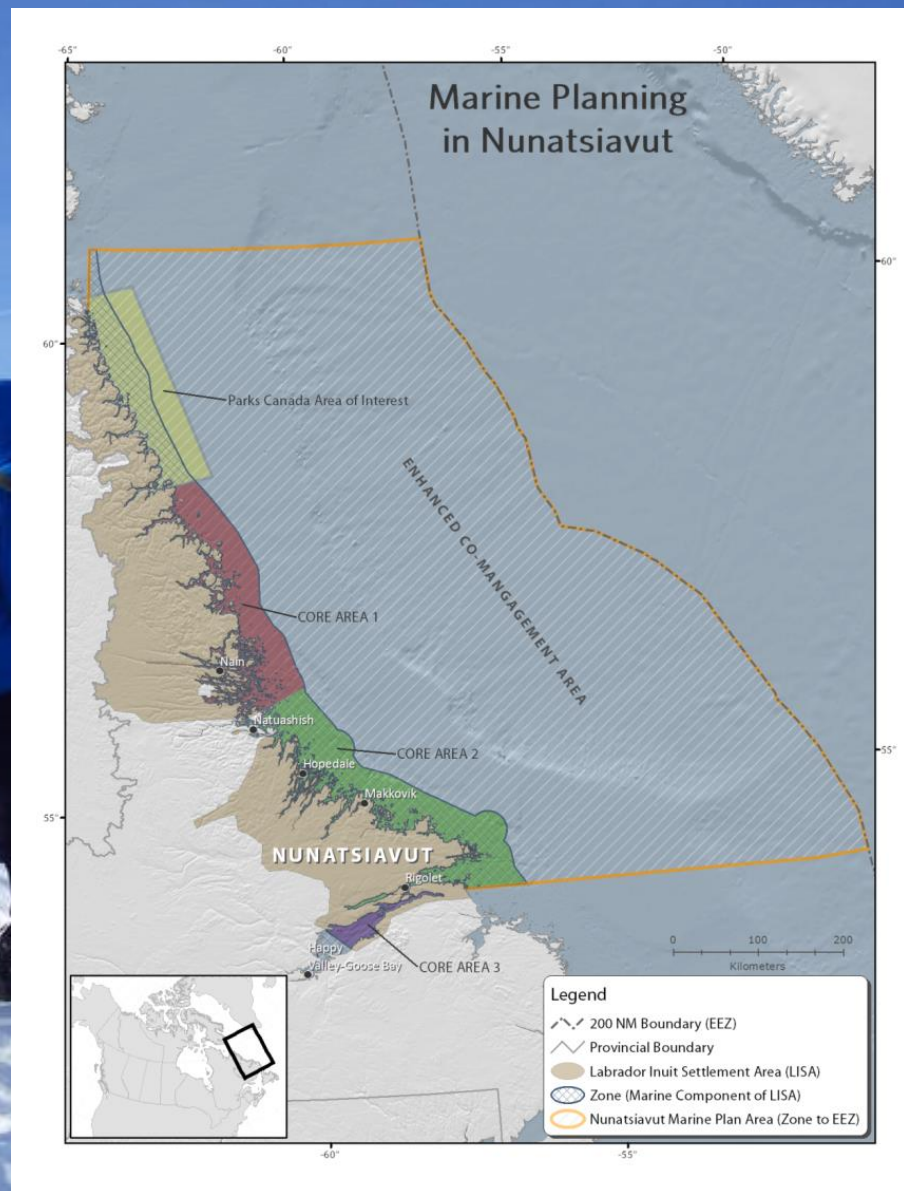 -65°
-60°
-55°
-50°
Marine Planning
in Nunatsiavut
60°
60°
Parks Canada Area of Interest
ENHANCED CO-MANGAGEMENT AREA
CORE AREA 1
Nain
Natuashish
CORE AREA 2
Hopedale
Makkovik
55°
55°
NUNATSIAVUT
Rigolet
Happy
Valley-Goose Bay
CORE AREA 3
0 100 200
Kilometers
Legend
200 NM Boundary (EEZ)
Provincial Boundary
Labrador Inuit Settlement Area (LISA)
Zone (Marine Component of LISA)
Nunatsiavut Marine Plan Area (Zone to EEZ)
-60°
-55°